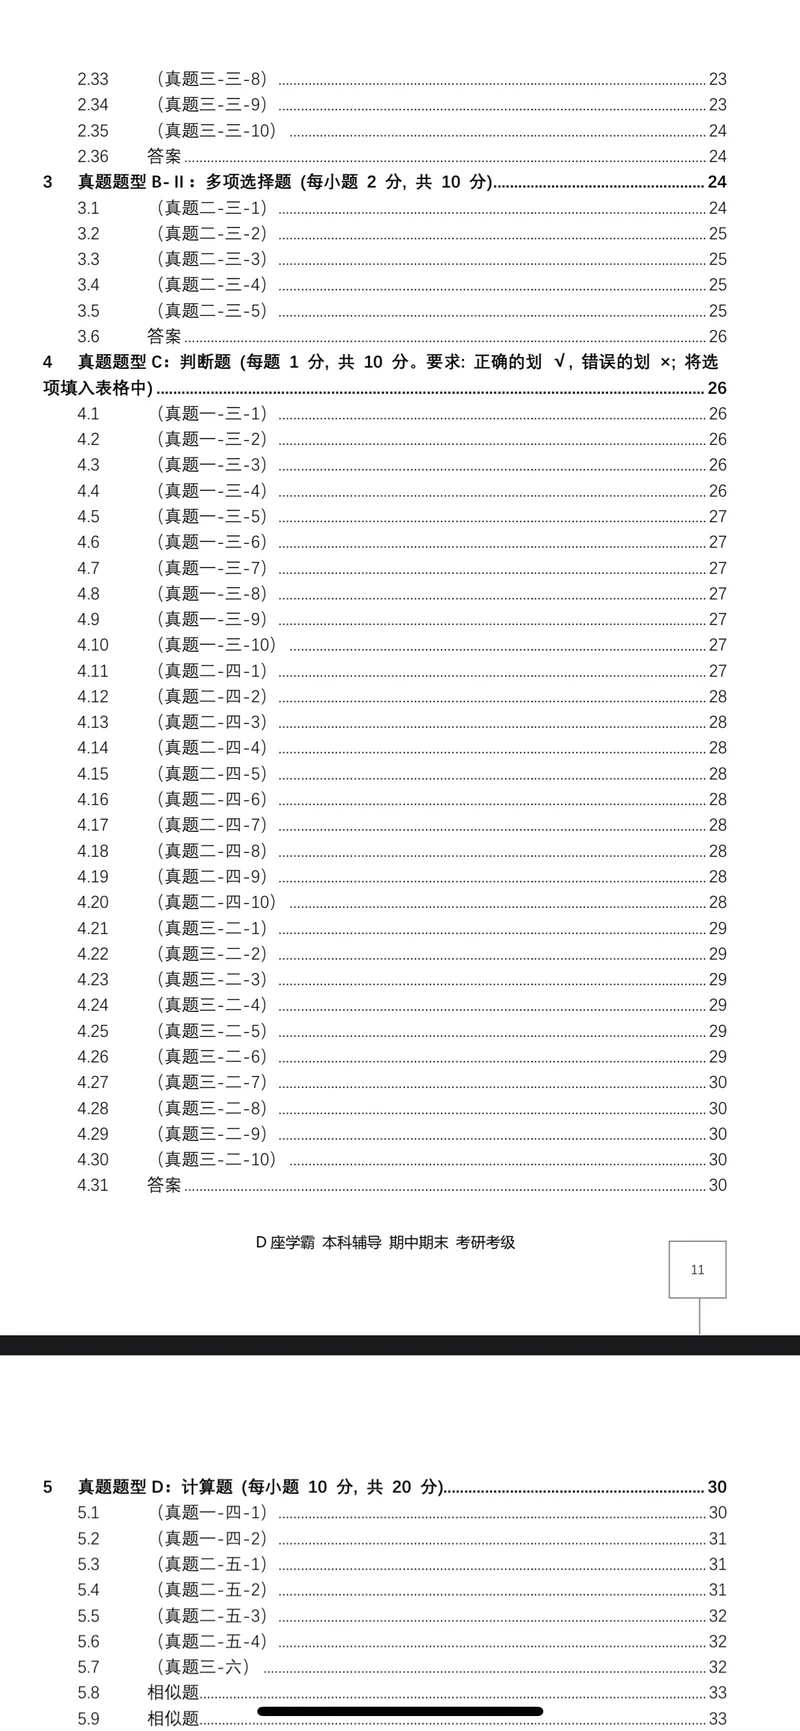 2.33 （真题三-三-8）........ 23
2.34 （真题三-三-9）........ 23
2.35 （真题三-三-10）........ 24
2.36 答案........ 24
3 真题题型 B-Ⅱ：多项选择题 (每小题 2 分, 共 10 分)........ 24
3.1 （真题二-三-1）........ 24
3.2 （真题二-三-2）........ 25
3.3 （真题二-三-3）........ 25
3.4 （真题二-三-4）........ 25
3.5 （真题二-三-5）........ 25
3.6 答案........ 26
4 真题题型 C：判断题 (每题 1 分, 共 10 分。要求: 正确的划 √, 错误的划 ×; 将选
项填入表格中)........ 26
4.1 （真题一-三-1）........ 26
4.2 （真题一-三-2）........ 26
4.3 （真题一-三-3）........ 26
4.4 （真题一-三-4）........ 26
4.5 （真题一-三-5）........ 27
4.6 （真题一-三-6）........ 27
4.7 （真题一-三-7）........ 27
4.8 （真题一-三-8）........ 27
4.9 （真题一-三-9）........ 27
4.10 （真题一-三-10）........ 27
4.11 （真题二-四-1）........ 27
4.12 （真题二-四-2）........ 28
4.13 （真题二-四-3）........ 28
4.14 （真题二-四-4）........ 28
4.15 （真题二-四-5）........ 28
4.16 （真题二-四-6）........ 28
4.17 （真题二-四-7）........ 28
4.18 （真题二-四-8）........ 28
4.19 （真题二-四-9）........ 28
4.20 （真题二-四-10）........ 28
4.21 （真题三-二-1）........ 29
4.22 （真题三-二-2）........ 29
4.23 （真题三-二-3）........ 29
4.24 （真题三-二-4）........ 29
4.25 （真题三-二-5）........ 29
4.26 （真题三-二-6）........ 29
4.27 （真题三-二-7）........ 30
4.28 （真题三-二-8）........ 30
4.29 （真题三-二-9）........ 30
4.30 （真题三-二-10）........ 30
4.31 答案........ 30
D 座学霸 本科辅导 期中期末 考研考级
11
5 真题题型 D：计算题 (每小题 10 分, 共 20 分)........ 30
5.1 （真题一-四-1）........ 30
5.2 （真题一-四-2）........ 31
5.3 （真题二-五-1）........ 31
5.4 （真题二-五-2）........ 31
5.5 （真题二-五-3）........ 32
5.6 （真题二-五-4）........ 32
5.7 （真题三-六）........ 32
5.8 相似题........ 33
5.9 相似题........ 33